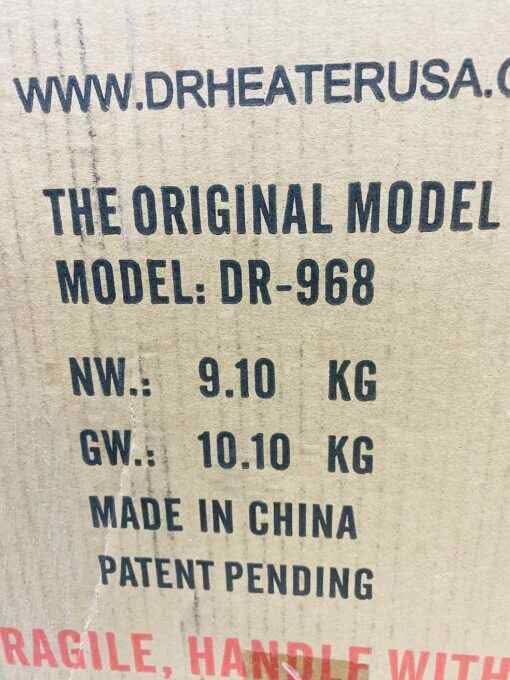 WWW.DRHEATERUSA.C
THE ORIGINAL MODEL
MODEL: DR-968
NW.: 9.10 KG
GW.: 10.10 KG
MADE IN CHINA
PATENT PENDING
RAGILE, HANDLE WITH